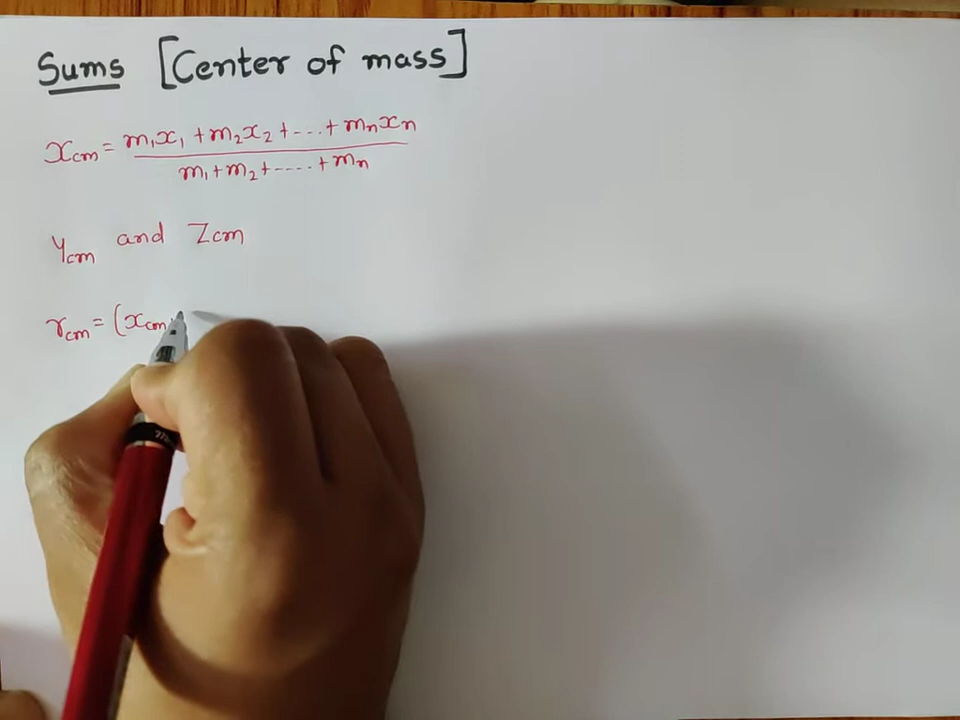 Sums [Center of mass]
xcm = m₁x₁ + m₂x₂ + ... + mₙxₙ
m₁ + m₂ + .... + mₙ
Ycm and Zcm
rcm = (xcm